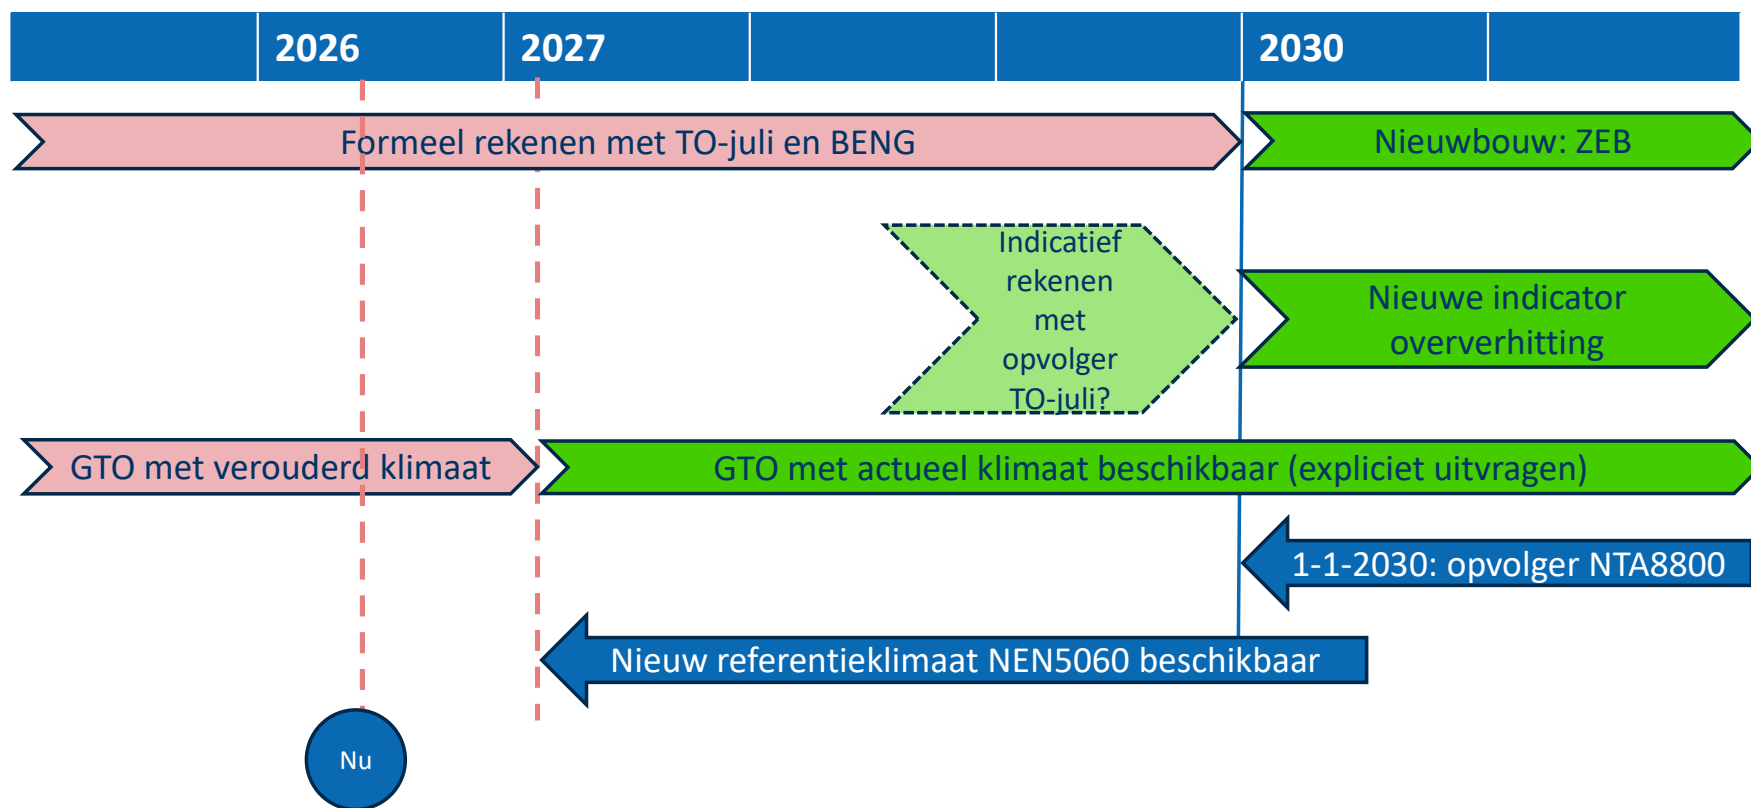 2026
2027
2030
Formeel rekenen met TO-juli en BENG
Nieuwbouw: ZEB
Indicatief
rekenen
met
opvolger
TO-juli?
Nieuwe indicator
oververhitting
GTO met verouderd klimaat
GTO met actueel klimaat beschikbaar (expliciet uitvragen)
1-1-2030: opvolger NTA8800
Nieuw referentieklimaat NEN5060 beschikbaar
Nu